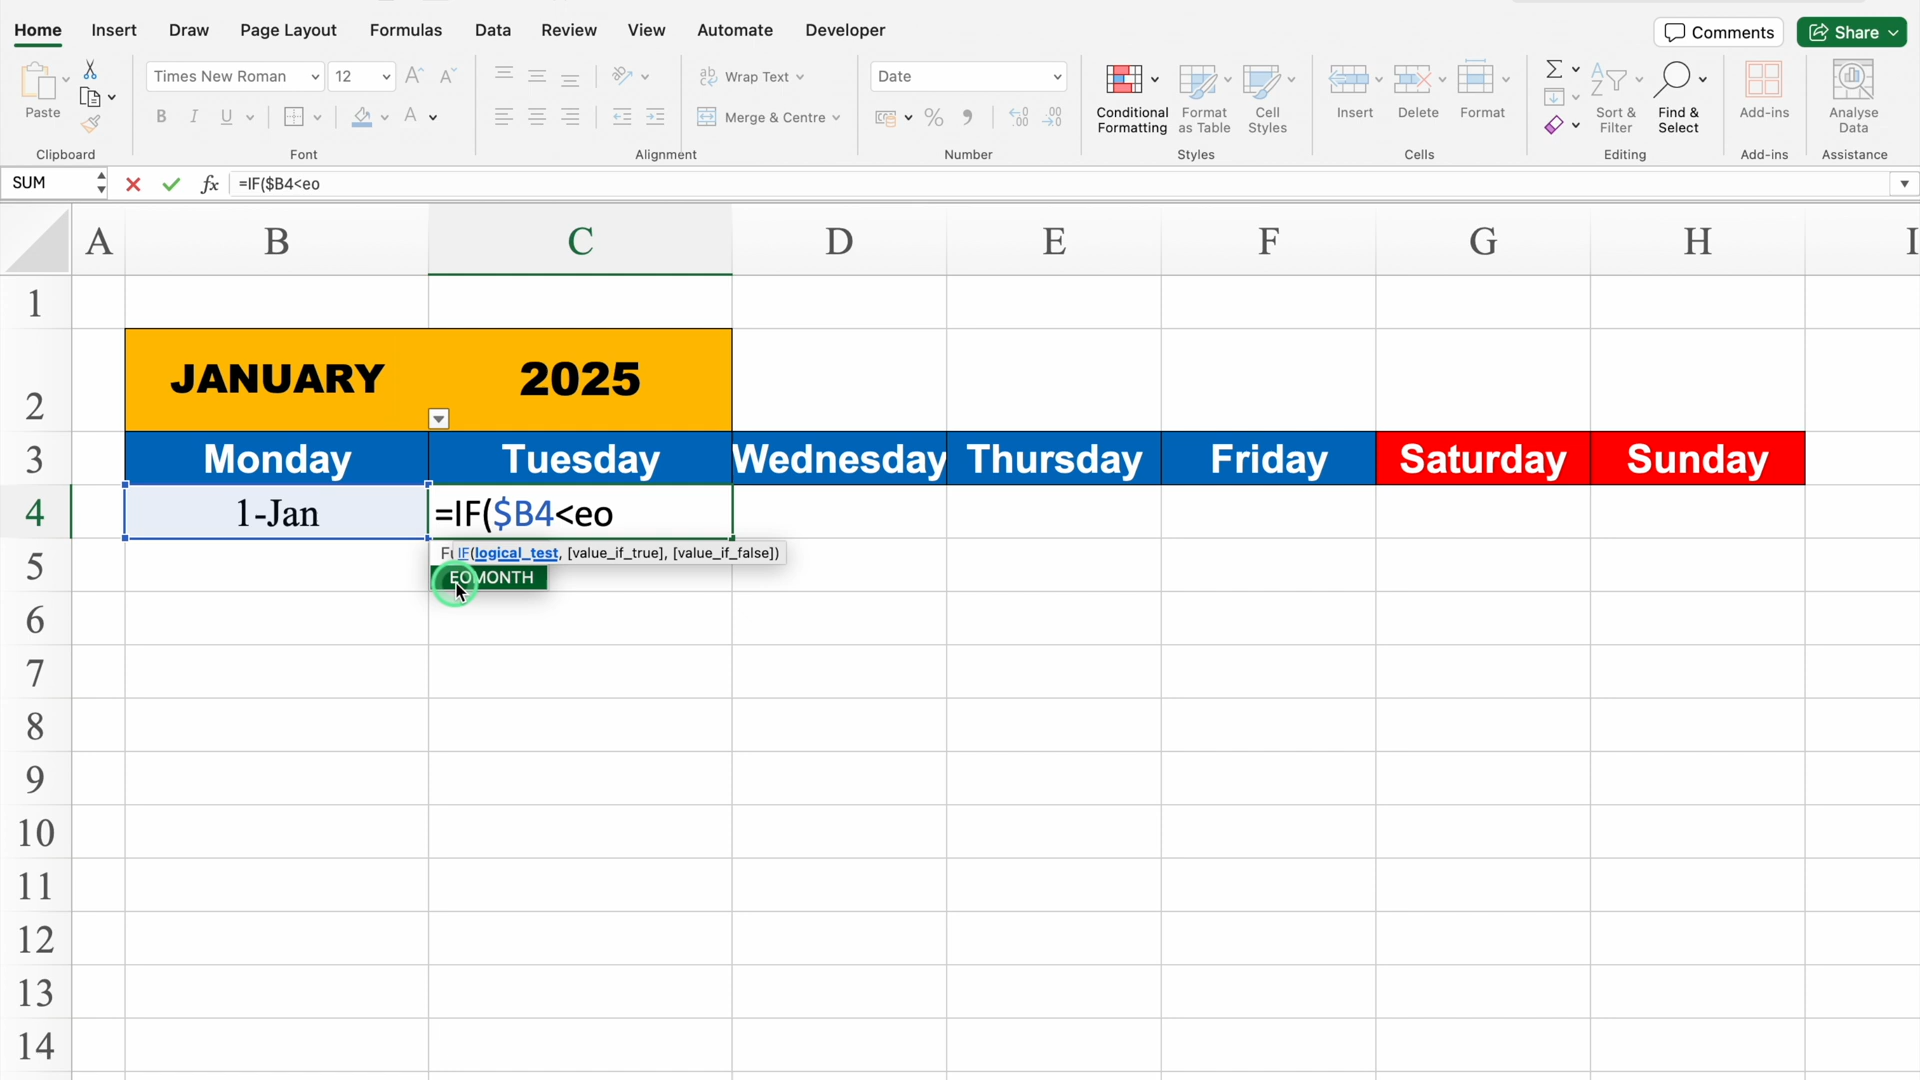 Home Insert Draw Page Layout Formulas Data Review View Automate Developer Comments Share
Times New Roman 12 Wrap Text Date
Paste B I U A Merge & Centre % Conditional Formatting Format as Table Cell Styles Insert Delete Format Sort & Filter Find & Select Add-ins Analyse Data
Clipboard Font Alignment Number Styles Cells Editing Add-ins Assistance
SUM fx =IF($B4<eo
A B C D E F G H I
1
2 JANUARY 2025
3 Monday Tuesday Wednesday Thursday Friday Saturday Sunday
4 1-Jan =IF($B4<eo
IF(logical_test, [value_if_true], [value_if_false])
5 EOMONTH
6
7
8
9
10
11
12
13
14